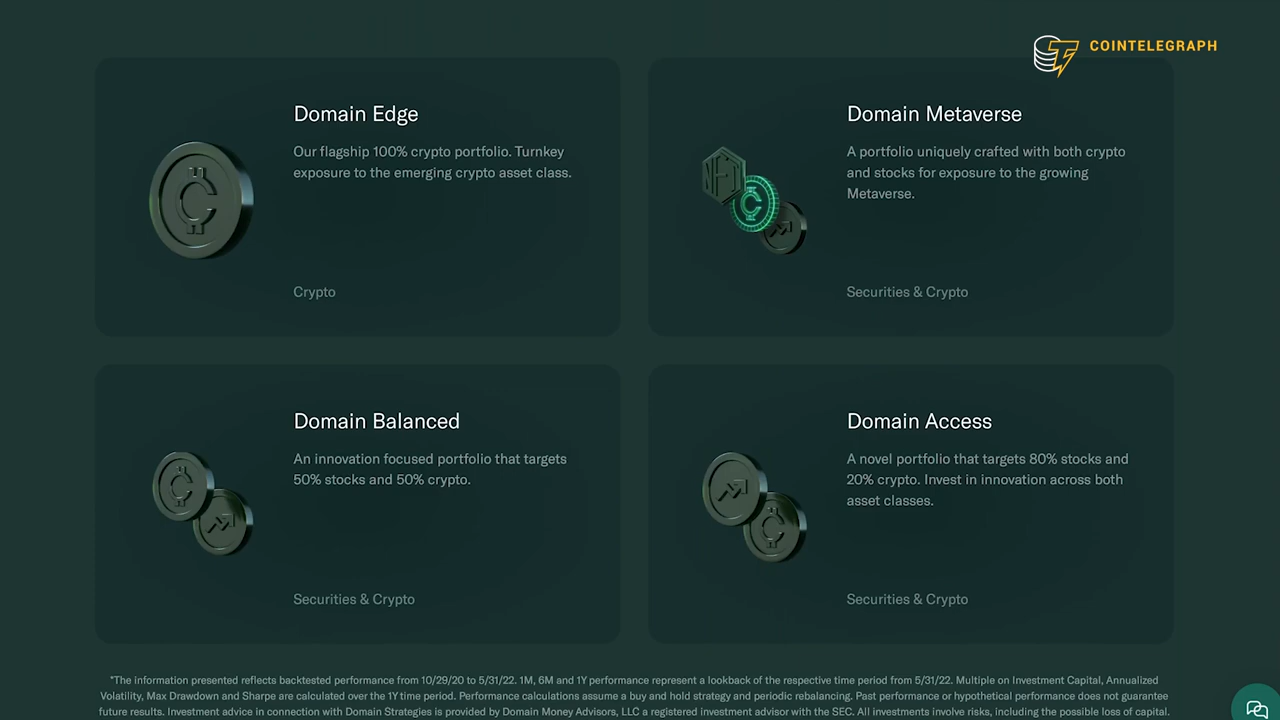 COINTELEGRAPH
Domain Edge
Our flagship 100% crypto portfolio. Turnkey
exposure to the emerging crypto asset class.
Crypto
NFT
Domain Metaverse
A portfolio uniquely crafted with both crypto
and stocks for exposure to the growing
Metaverse.
Securities & Crypto
Domain Balanced
An innovation focused portfolio that targets
50% stocks and 50% crypto.
Securities & Crypto
Domain Access
A novel portfolio that targets 80% stocks and
20% crypto. Invest in innovation across both
asset classes.
Securities & Crypto
"The information presented reflects backtested performance from 10/29/20 to 5/31/22. 1M, 6M and 1Y performance represent a lookback of the respective time period from 5/31/22. Multiple on Investment Capital, Annualized
Volatility, Max Drawdown and Sharpe are calculated over the 1Y time period. Performance calculations assume a buy and hold strategy and periodic rebalancing. Past performance or hypothetical performance does not guarantee
future results. Investment advice in connection with Domain Strategies is provided by Domain Money Advisors, LLC a registered investment advisor with the SEC. All investments involve risks, including the possible loss of capital.